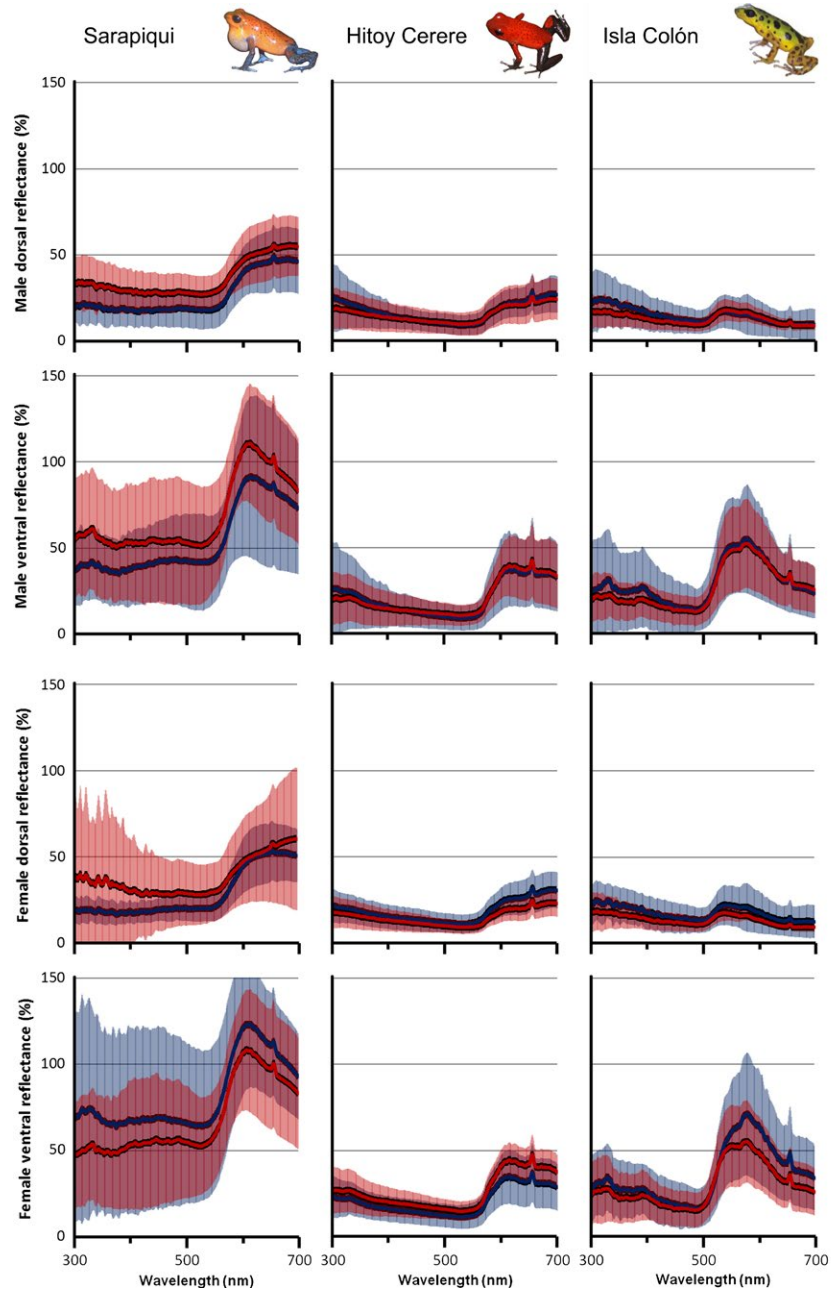 Sarapiqui Hitoy Cerere Isla Colón
Male dorsal reflectance (%)
150
100
50
0
Male ventral reflectance (%)
150
100
50
0
Female dorsal reflectance (%)
150
100
50
0
Female ventral reflectance (%)
150
100
50
0
300 500 700 300 500 700 300 500 700
Wavelength (nm) Wavelength (nm) Wavelength (nm)